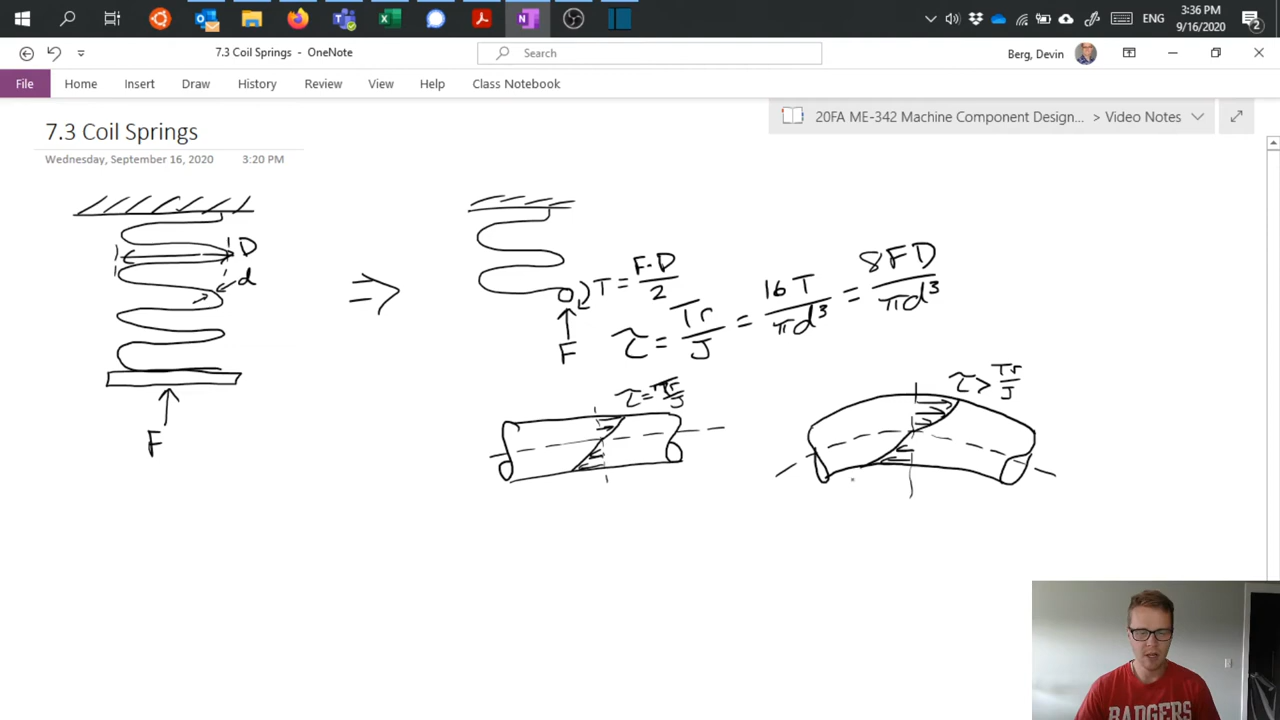 3:36 PM
ENG
9/16/2020
2
7.3 Coil Springs - OneNote
Search
Berg, Devin
File
Home
Insert
Draw
History
Review
View
Help
Class Notebook
20FA ME-342 Machine Component Design... > Video Notes
7.3 Coil Springs
Wednesday, September 16, 2020 3:20 PM
D
d
F
⇒
T = F·D/2
F
τ = Tr/J = 16T/πd³ = 8FD/πd³
τ = Tr/J
τ > Tr/J
BADGERS